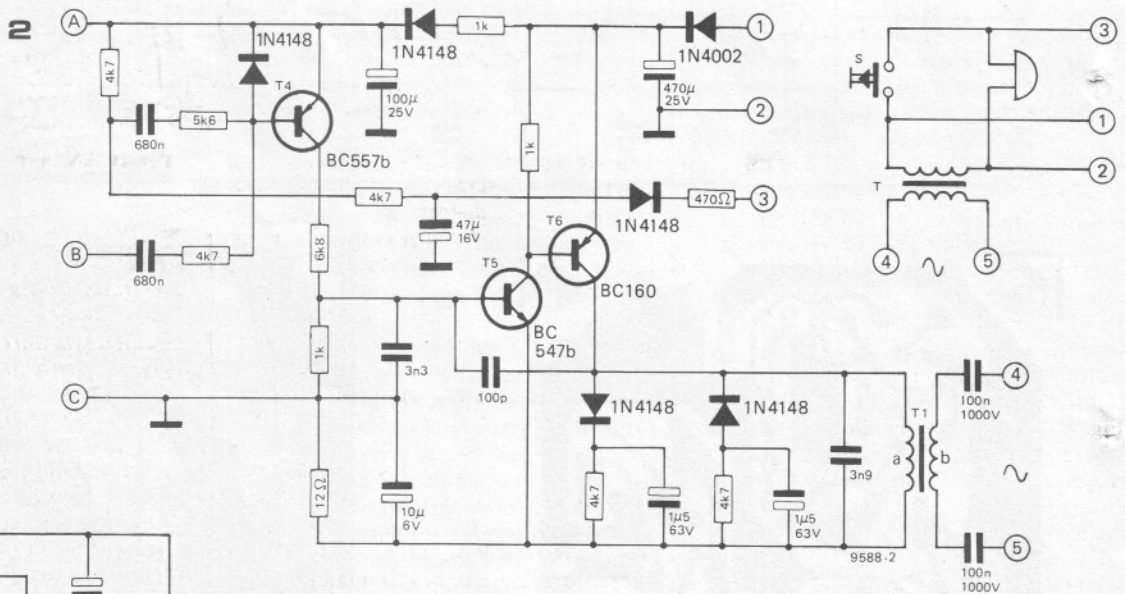 2
A
1N4148
1N4148
1k
1N4002
1
3
4k7
T4
100µ
25V
470µ
25V
2
S
680n
5k6
BC557b
1k
1
4k7
1N4148
470Ω
3
T
2
47µ
16V
T6
4
5
B
680n
4k7
6k8
T5
BC160
BC
547b
1k
3n3
100p
C
1N4148
1N4148
T1
100n
1000V
4
12Ω
10µ
6V
4k7
1µ5
63V
4k7
1µ5
63V
3n9
a
b
9588-2
100n
1000V
5